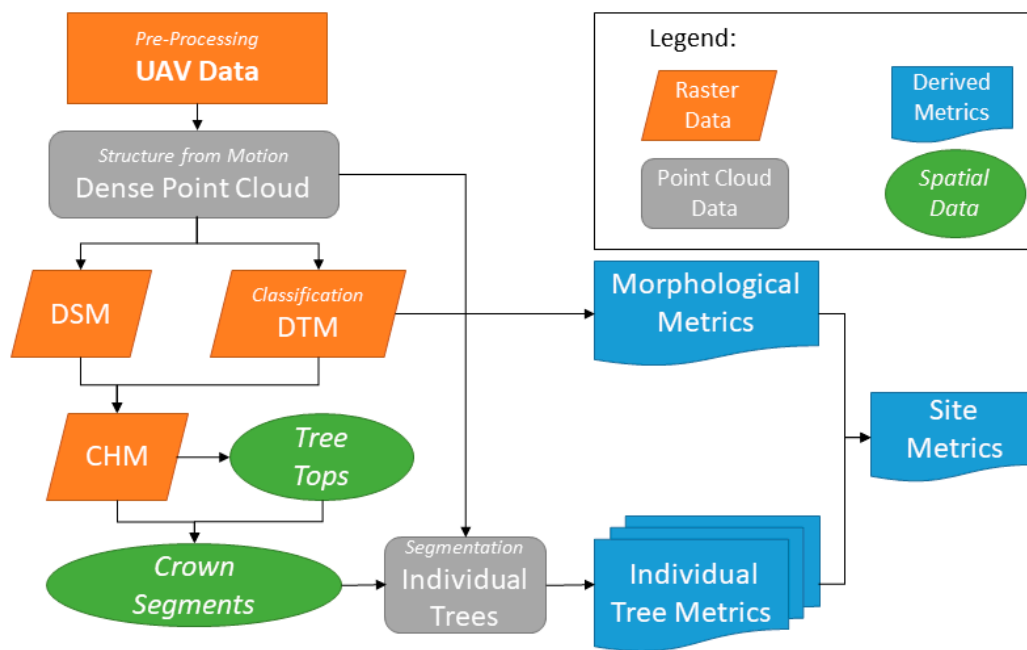 Pre-Processing
UAV Data
Structure from Motion
Dense Point Cloud
DSM
Classification
DTM
CHM
Tree
Tops
Crown
Segments
Segmentation
Individual
Trees
Legend:
Raster
Data
Derived
Metrics
Point Cloud
Data
Spatial
Data
Morphological
Metrics
Site
Metrics
Individual
Tree Metrics